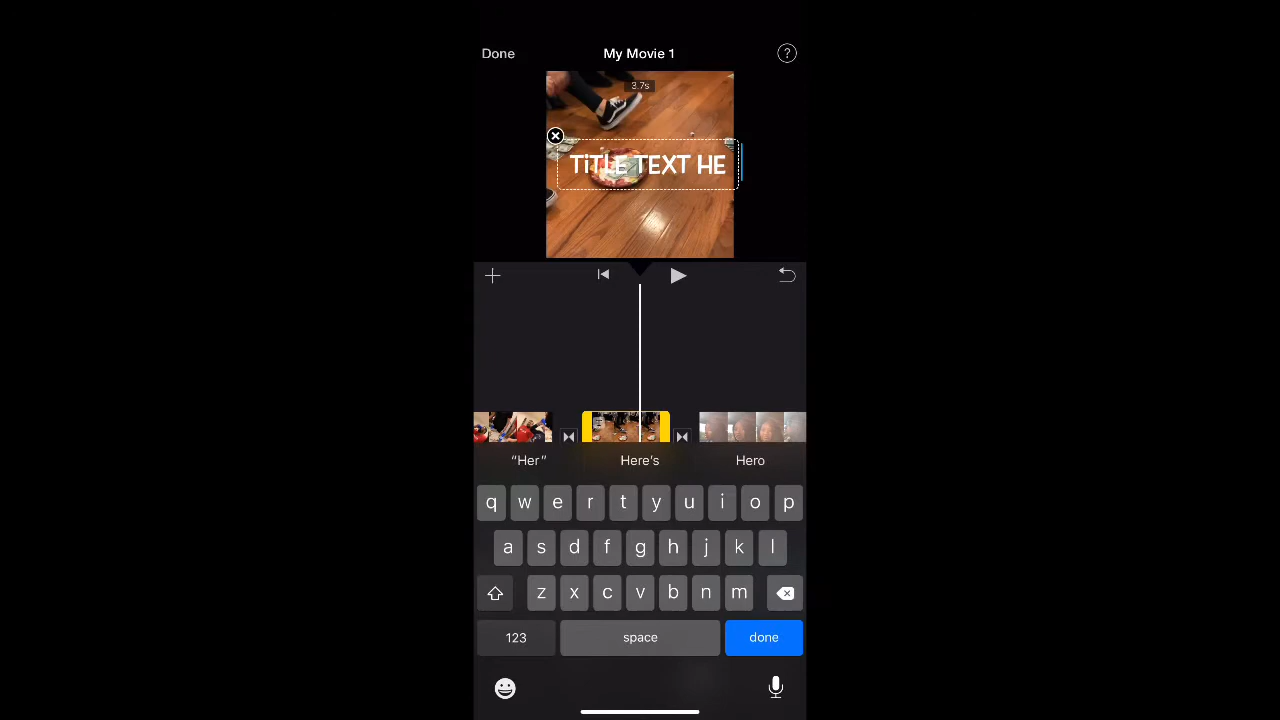 Done My Movie 1 ?
3.7s
TiTLE TEXT HE
"Her" Here's Hero
q w e r t y u i o p
a s d f g h j k l
z x c v b n m
123 space done